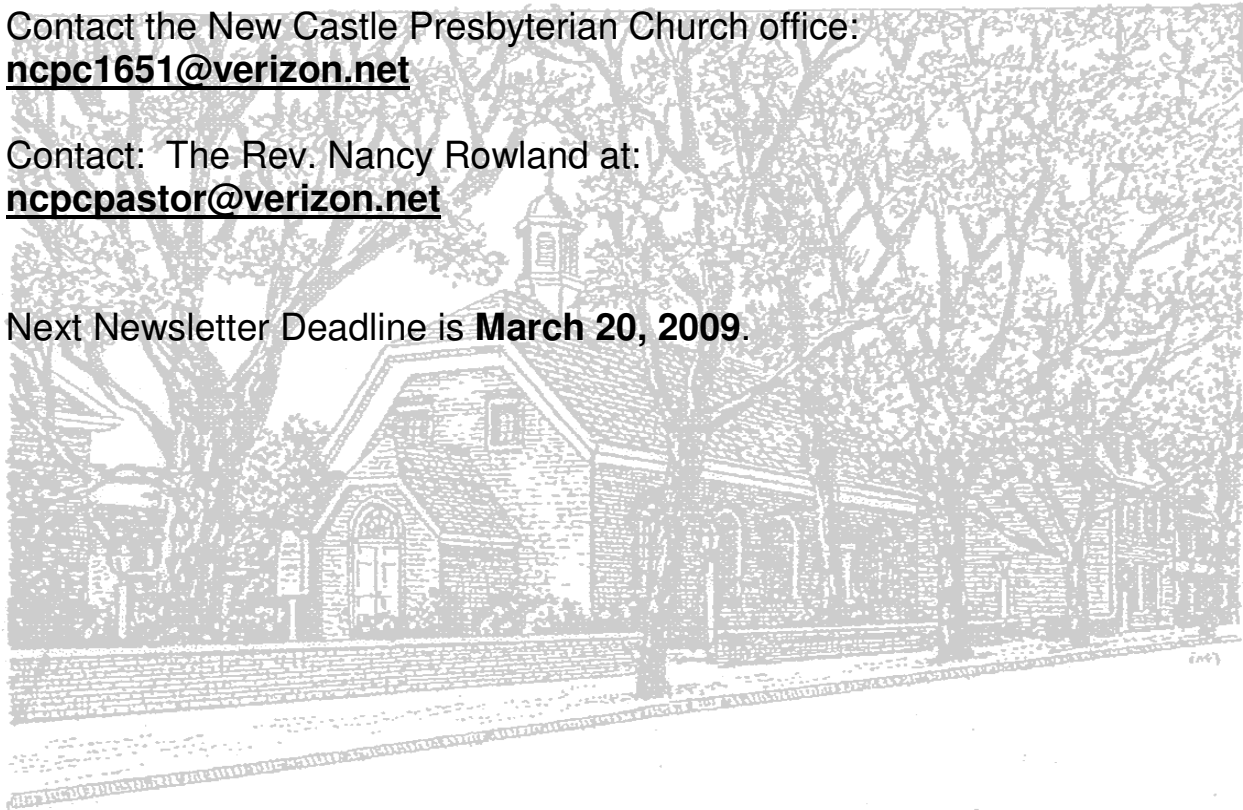 Contact the New Castle Presbyterian Church office:
ncpc1651@verizon.net
Contact:  The Rev. Nancy Rowland at:
ncpcpastor@verizon.net
Next Newsletter Deadline is March 20, 2009.